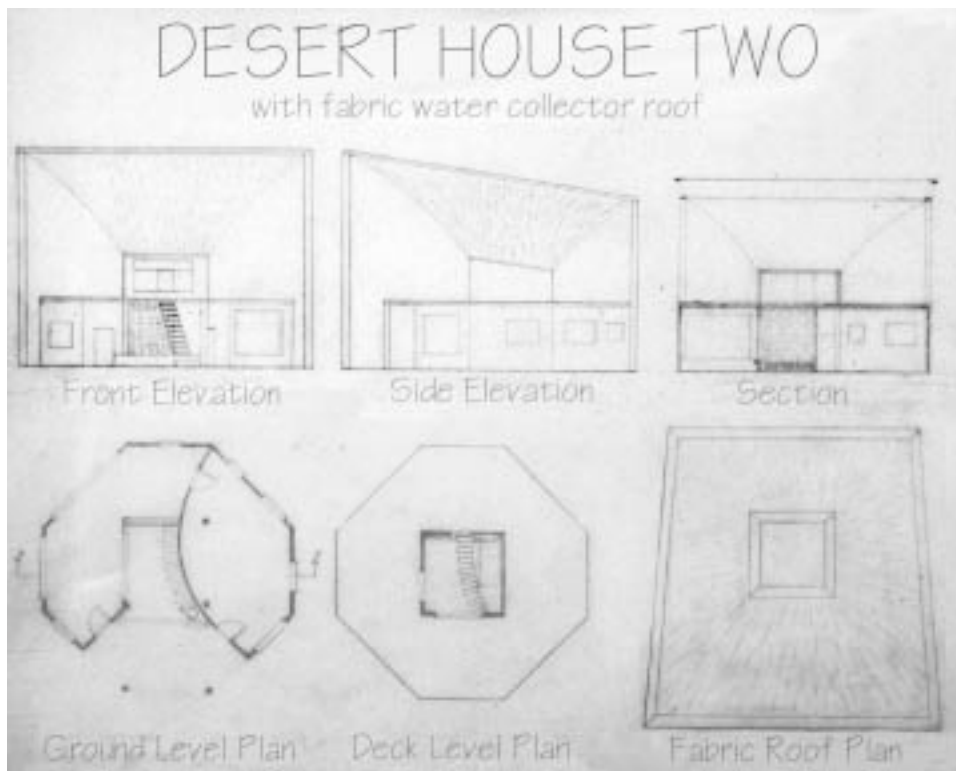 DESERT HOUSE TWO
with fabric water collector roof
Front Elevation
Side Elevation
Section
Ground Level Plan
Deck Level Plan
Fabric Roof Plan